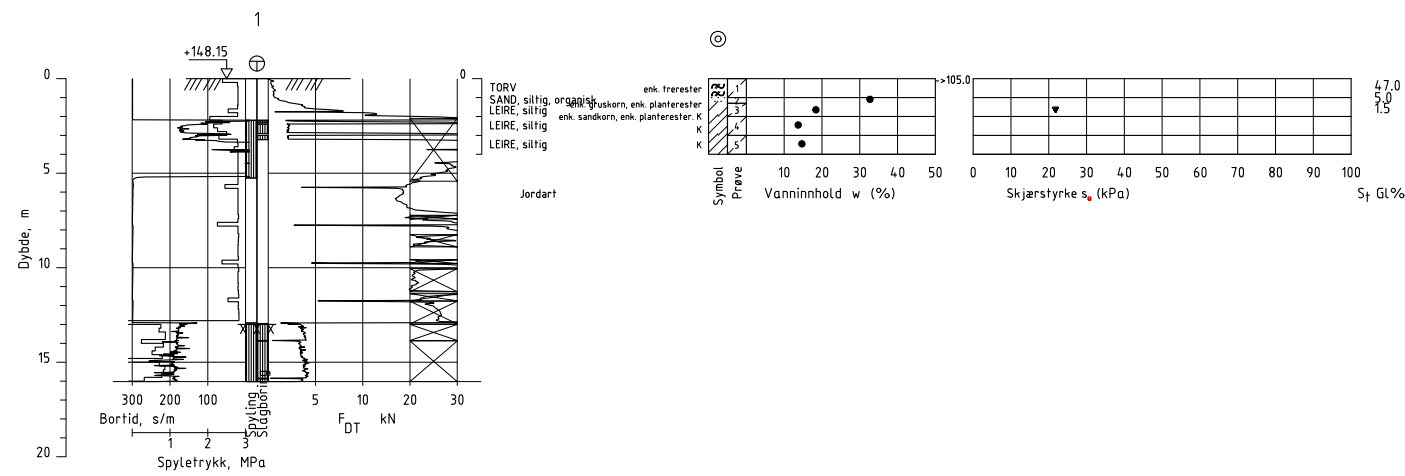 1
+148.15
0
5
10
15
20
Dybde, m
300 200 100
Bortid, s/m
1 2 3
Spyletrykk, MPa
Spyling
Slagboring
5 10 20 30
FDT kN
0
TORV
SAND, siltig, organisk
LEIRE, siltig
LEIRE, siltig
LEIRE, siltig
Jordart
enk. trerester
enk. gruskorn, enk. planterester
enk. sandkorn, enk. planterester. K
K
K
1
2
3
4
5
Symbol
Prøve
->105.0
10 20 30 40 50
Vanninnhold w (%)
0 10 20 30 40 50 60 70 80 90 100
Skjærstyrke su (kPa)
47.0
5.0
1.5
St Gl%